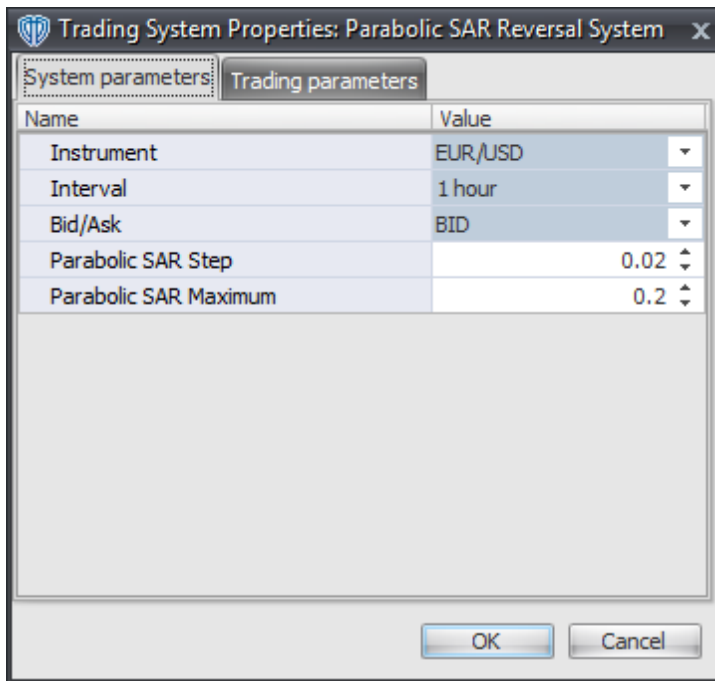 Trading System Properties: Parabolic SAR Reversal System x
System parameters Trading parameters
Name Value
Instrument EUR/USD
Interval 1 hour
Bid/Ask BID
Parabolic SAR Step 0.02
Parabolic SAR Maximum 0.2
OK Cancel